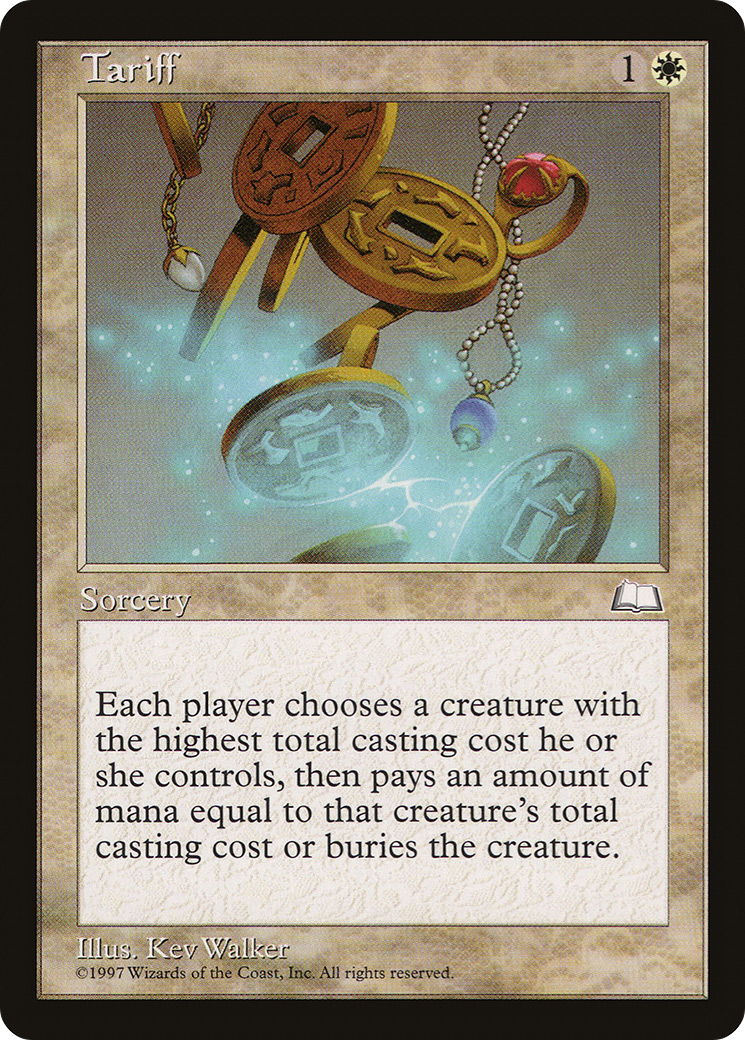 Tariff 1
Sorcery
Each player chooses a creature with
the highest total casting cost he or
she controls, then pays an amount of
mana equal to that creature's total
casting cost or buries the creature.
Illus. Kev Walker
©1997 Wizards of the Coast, Inc. All rights reserved.